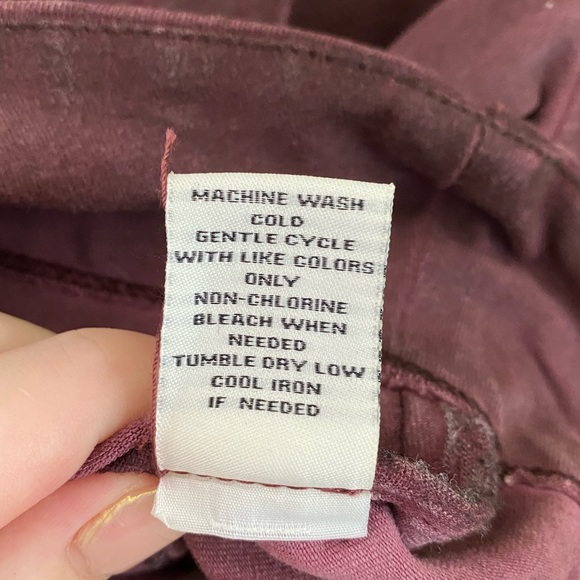 MACHINE WASH
COLD
GENTLE CYCLE
WITH LIKE COLORS
ONLY
NON-CHLORINE
BLEACH WHEN
NEEDED
TUMBLE DRY LOW
COOL IRON
IF NEEDED